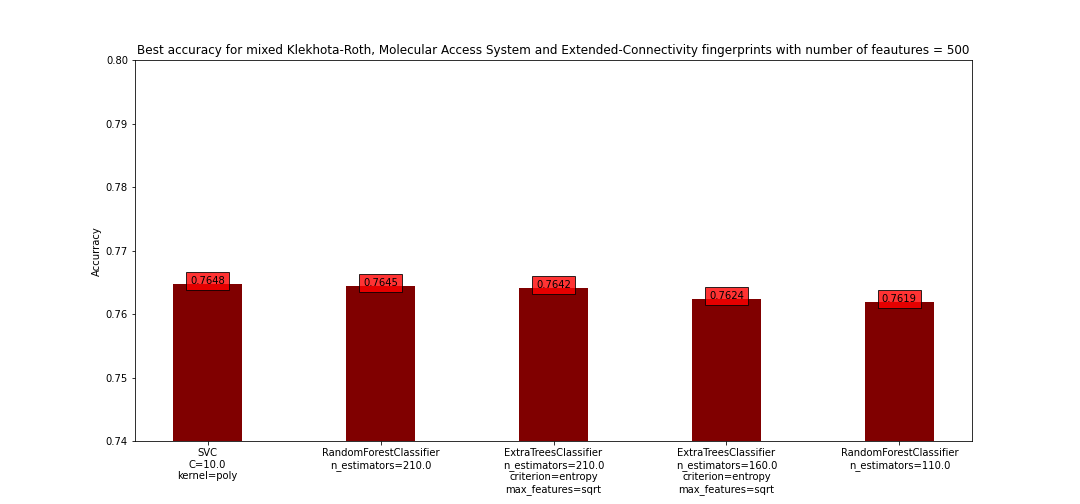 Best accuracy for mixed Klekhota-Roth, Molecular Access System and Extended-Connectivity fingerprints with number of feautures = 500
0.80
0.79
0.78
0.77
0.76
0.75
0.74
Accurracy
0.7648
0.7645
0.7642
0.7624
0.7619
SVC
C=10.0
kernel=poly
RandomForestClassifier
n_estimators=210.0
ExtraTreesClassifier
n_estimators=210.0
criterion=entropy
max_features=sqrt
ExtraTreesClassifier
n_estimators=160.0
criterion=entropy
max_features=sqrt
RandomForestClassifier
n_estimators=110.0